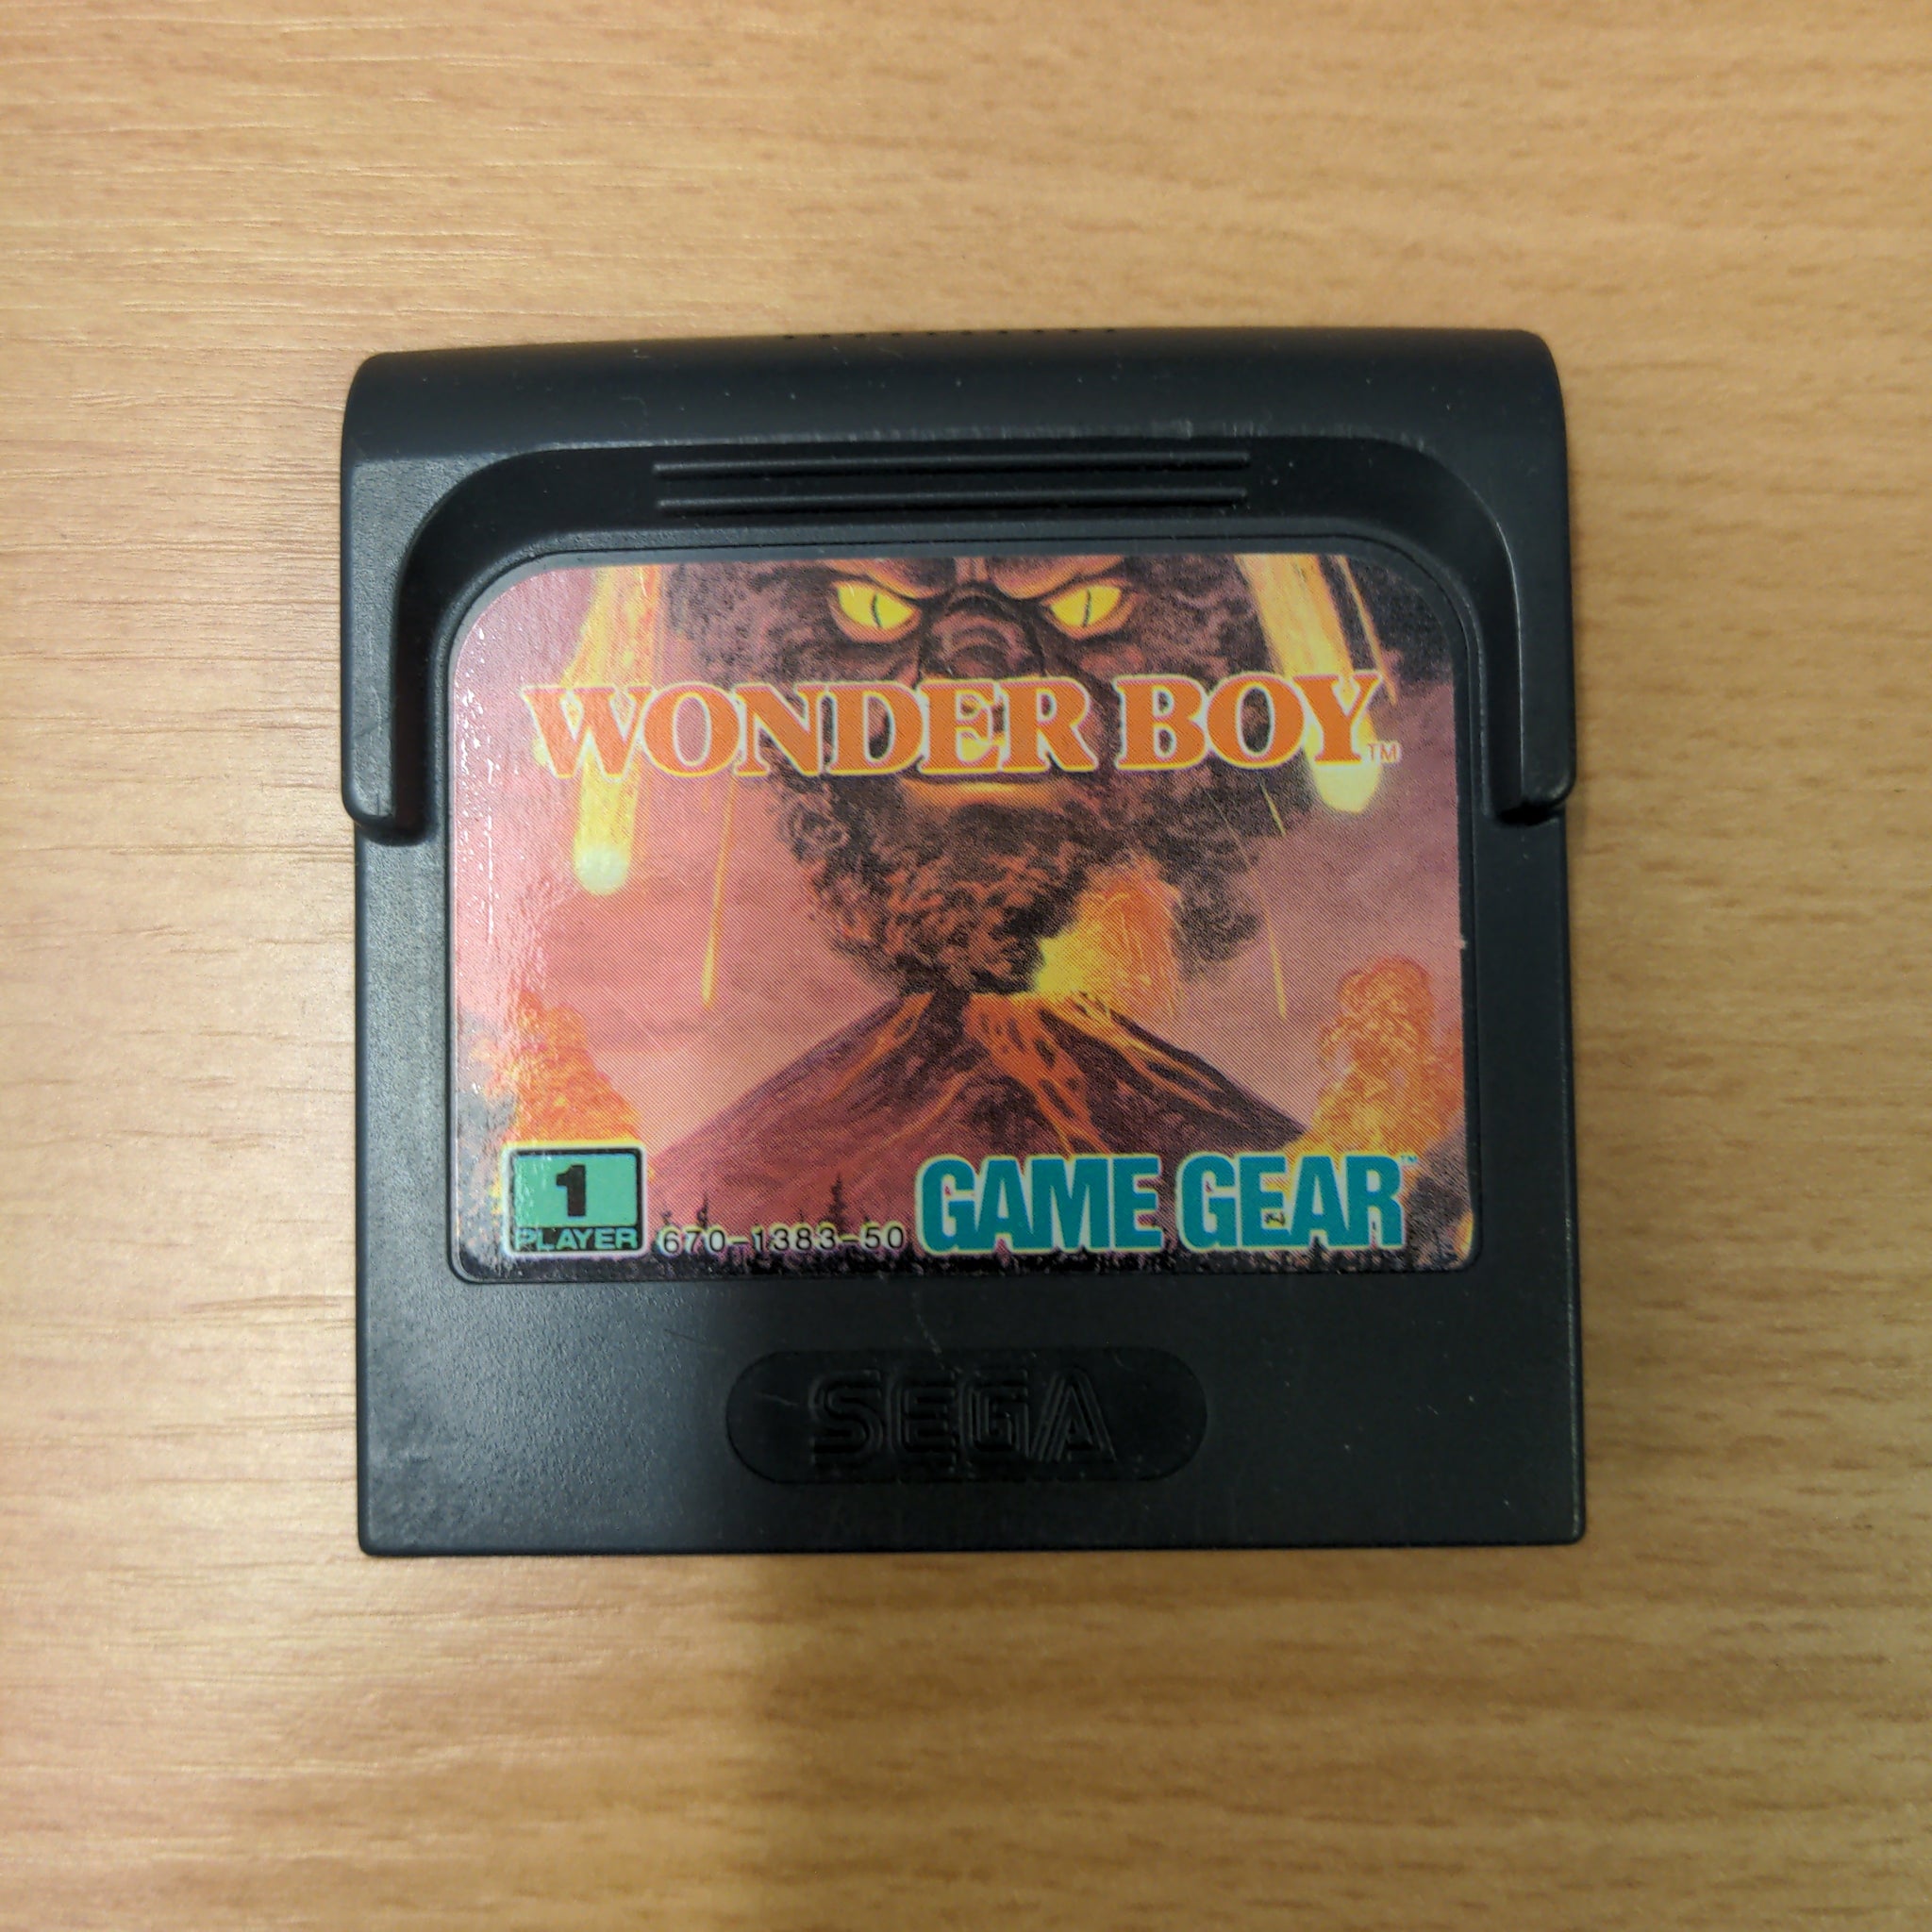 WONDER BOY™
1
PLAYER
670-1383-50
GAME GEAR™
SEGA